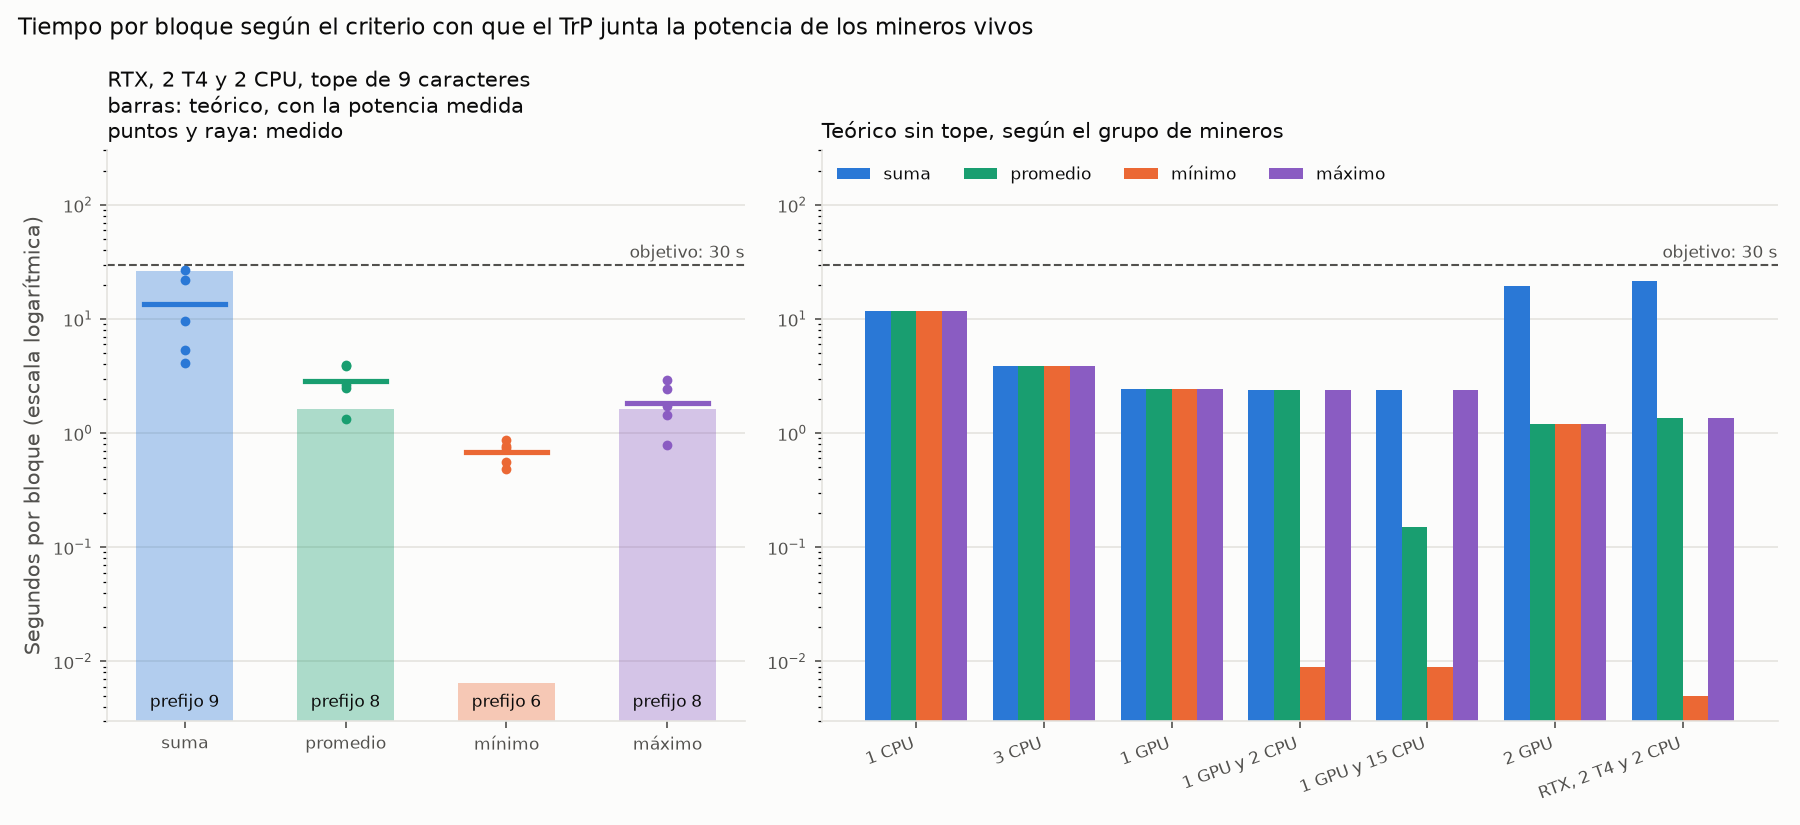 Tiempo por bloque según el criterio con que el TrP junta la potencia de los mineros vivos
RTX, 2 T4 y 2 CPU, tope de 9 caracteres
barras: teórico, con la potencia medida
puntos y raya: medido
Segundos por bloque (escala logarítmica)
10²
10¹
10⁰
10⁻¹
10⁻²
objetivo: 30 s
prefijo 9
prefijo 8
prefijo 6
prefijo 8
suma
promedio
mínimo
máximo
Teórico sin tope, según el grupo de mineros
suma
promedio
mínimo
máximo
10²
10¹
10⁰
10⁻¹
10⁻²
objetivo: 30 s
1 CPU
3 CPU
1 GPU
1 GPU y 2 CPU
1 GPU y 15 CPU
2 GPU
RTX, 2 T4 y 2 CPU